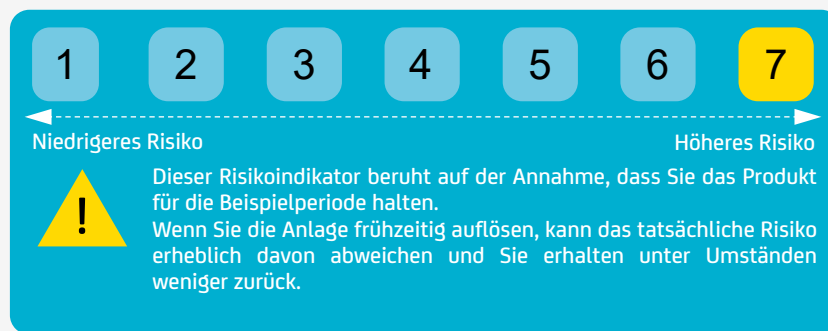 1 2 3 4 5 6 7
Niedrigeres Risiko Höheres Risiko
! Dieser Risikoindikator beruht auf der Annahme, dass Sie das Produkt
für die Beispielperiode halten.
Wenn Sie die Anlage frühzeitig auflösen, kann das tatsächliche Risiko
erheblich davon abweichen und Sie erhalten unter Umständen
weniger zurück.